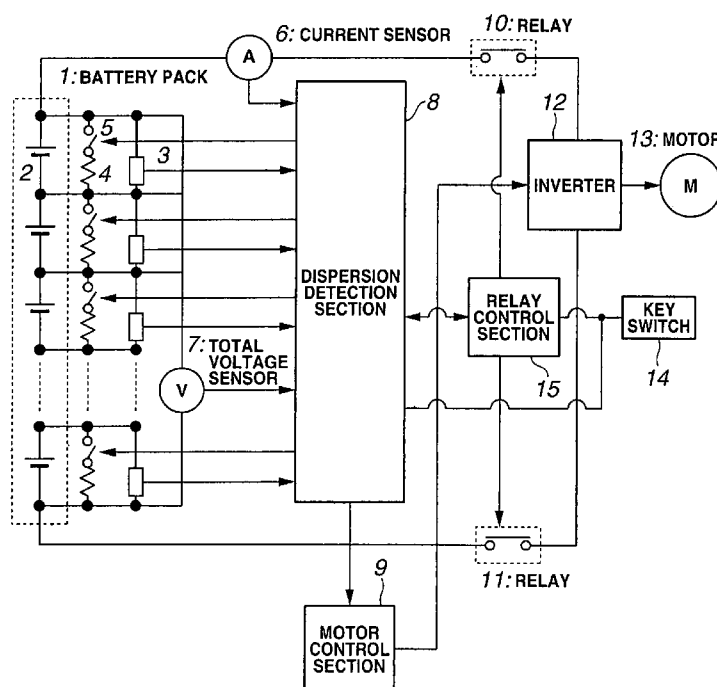 6: CURRENT SENSOR
10: RELAY
A
1: BATTERY PACK
8
12
13: MOTOR
5
2
4
3
INVERTER
M
DISPERSION
DETECTION
SECTION
RELAY
CONTROL
SECTION
KEY
SWITCH
7: TOTAL
VOLTAGE
SENSOR
15
14
V
11: RELAY
9
MOTOR
CONTROL
SECTION